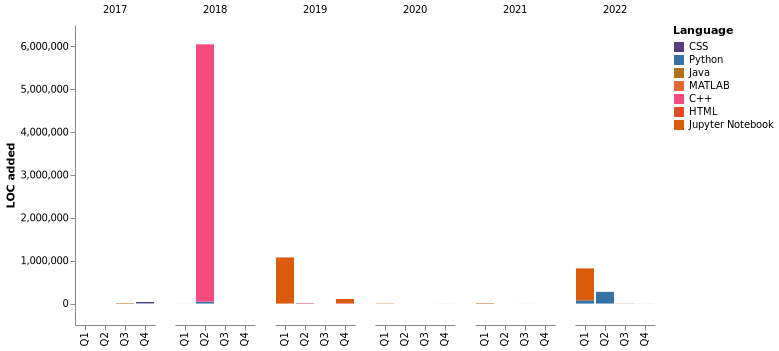 2017 2018 2019 2020 2021 2022
Language
CSS
Python
Java
MATLAB
C++
HTML
Jupyter Notebook
LOC added
6,000,000
5,000,000
4,000,000
3,000,000
2,000,000
1,000,000
0
Q1 Q2 Q3 Q4 Q1 Q2 Q3 Q4 Q1 Q2 Q3 Q4 Q1 Q2 Q3 Q4 Q1 Q2 Q3 Q4 Q1 Q2 Q3 Q4